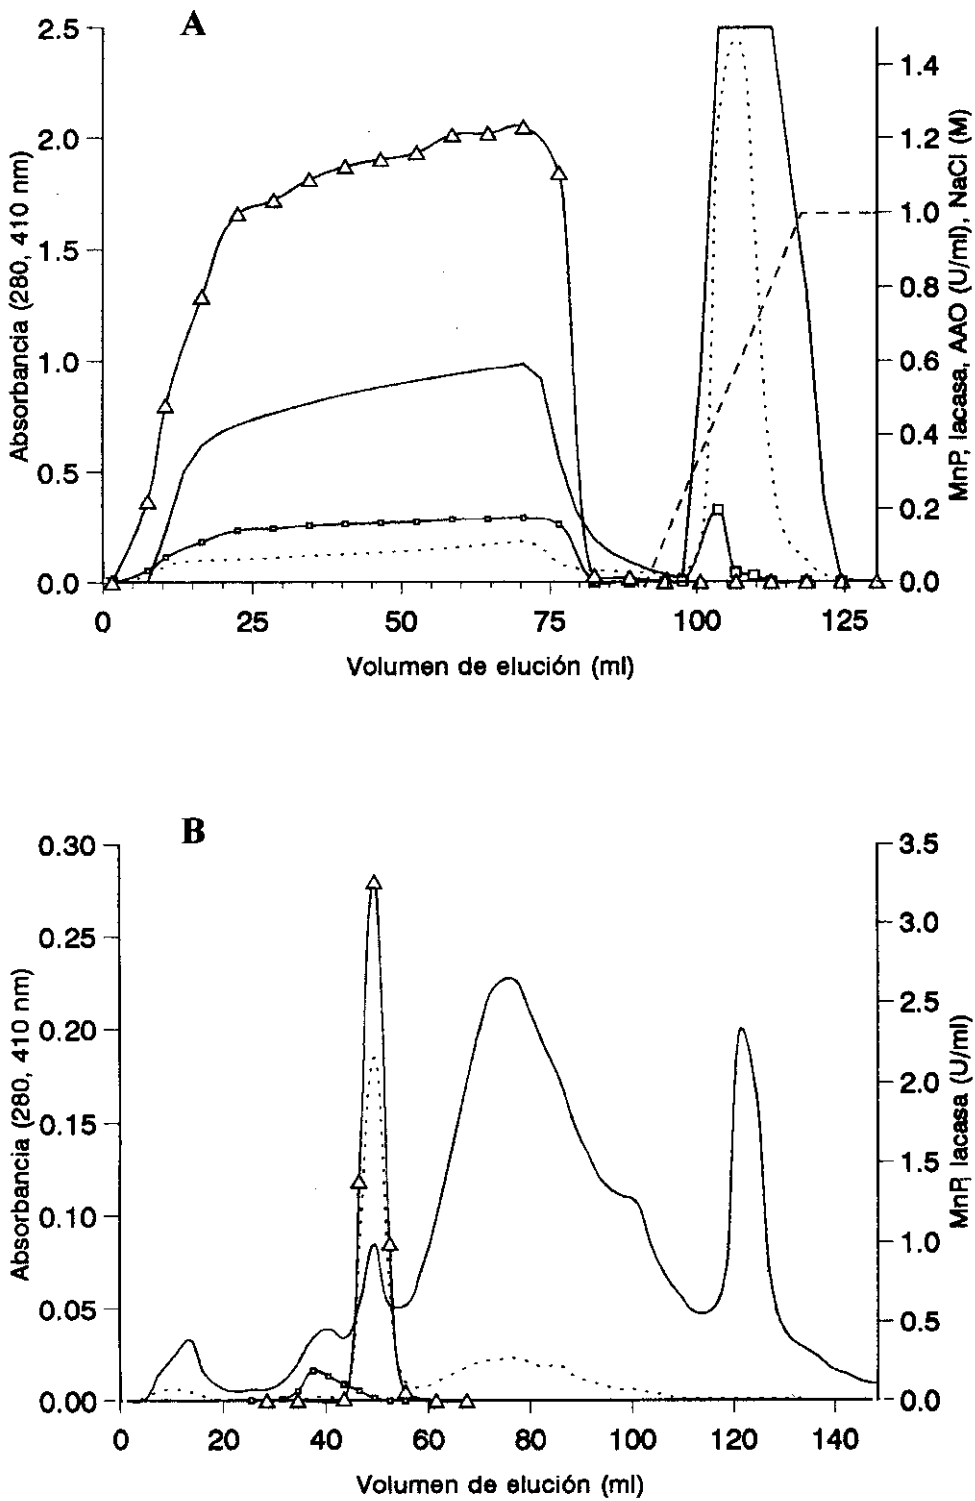 A
2.5
2.0
1.5
1.0
0.5
0.0
Absorbancia (280, 410 nm)
1.4
1.2
1.0
0.8
0.6
0.4
0.2
0.0
MnP, lacasa, AAO (U/ml), NaCl (M)
0 25 50 75 100 125
Volumen de elución (ml)
B
0.30
0.25
0.20
0.15
0.10
0.05
0.00
Absorbancia (280, 410 nm)
3.5
3.0
2.5
2.0
1.5
1.0
0.5
0.0
MnP, lacasa (U/ml)
0 20 40 60 80 100 120 140
Volumen de elución (ml)